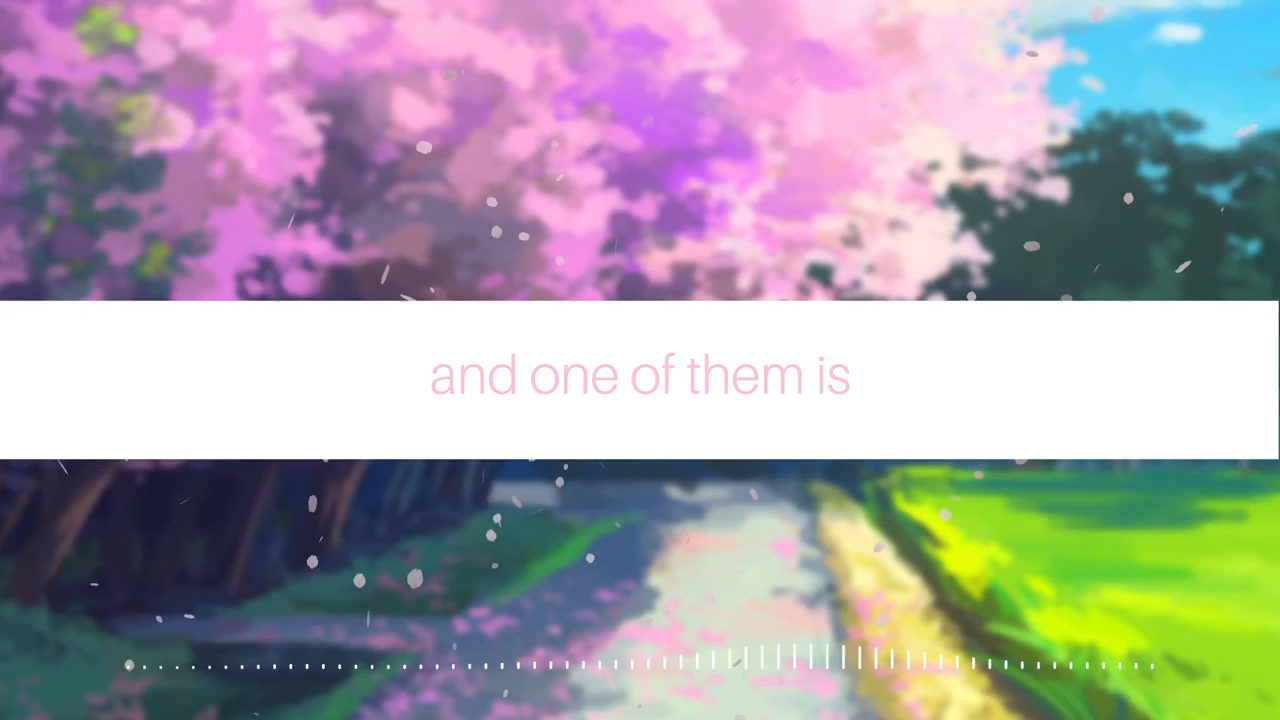 and one of them is